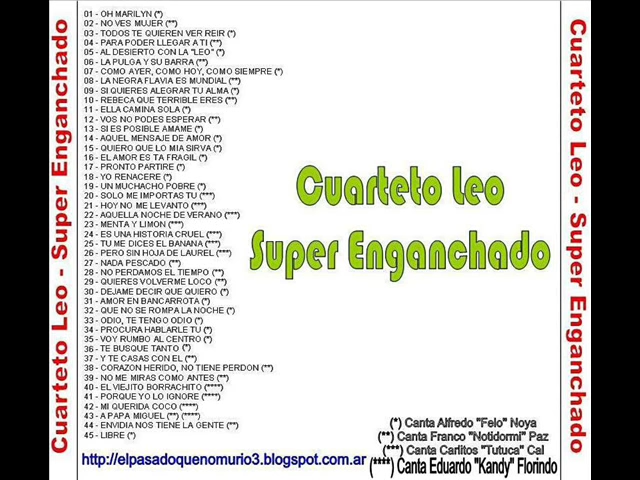 Cuarteto Leo - Super Enganchado
01 - OH MARILYN (*)
02 - NO VES MUJER (**)
03 - TODOS TE QUIEREN VER REIR (*)
04 - PARA PODER LLEGAR A TI (**)
05 - AL DESIERTO CON LA "LEO" (*)
06 - LA PULGA Y SU BARRA (**)
07 - COMO AYER, COMO HOY, COMO SIEMPRE (*)
08 - LA NEGRA FLAVIA ES MUNDIAL (**)
09 - SI QUIERES ALEGRAR TU ALMA (*)
10 - REBECA QUE TERRIBLE ERES (**)
11 - ELLA CAMINA SOLA (*)
12 - VOS NO PODES ESPERAR (**)
13 - SI ES POSIBLE AMAME (*)
14 - AQUEL MENSAJE DE AMOR (*)
15 - QUIERO QUE LO MIA SIRVA (*)
16 - EL AMOR ES TA FRAGIL (*)
17 - PRONTO PARTIRE (*)
18 - YO RENACERE (*)
19 - UN MUCHACHO POBRE (*)
20 - SOLO ME IMPORTAS TU (***)
21 - HOY NO ME LEVANTO (***)
22 - AQUELLA NOCHE DE VERANO (***)
23 - MENTA Y LIMON (***)
24 - ES UNA HISTORIA CRUEL (***)
25 - TU ME DICES EL BANANA (***)
26 - PERO SIN HOJA DE LAUREL (***)
27 - NADA PESCADO (**)
28 - NO PERDAMOS EL TIEMPO (**)
29 - QUIERES VOLVERME LOCO (**)
30 - DEJAME DECIR QUE QUIERO (*)
31 - AMOR EN BANCARROTA (*)
32 - QUE NO SE ROMPA LA NOCHE (*)
33 - ODIO, TE TENGO ODIO (*)
34 - PROCURA HABLARLE TU (*)
35 - VOY RUMBO AL CENTRO (*)
36 - TE BUSQUE TANTO (*)
37 - Y TE CASAS CON EL (**)
38 - CORAZON HERIDO, NO TIENE PERDON (**)
39 - NO ME MIRAS COMO ANTES (**)
40 - EL VIEJITO BORRACHITO (****)
41 - PORQUE YO LO IGNORE (****)
42 - MI QUERIDA COCO (****)
43 - A PAPA MIGUEL (**) (****)
44 - ENVIDIA NOS TIENE LA GENTE (**)
45 - LIBRE (*)
Cuarteto Leo
Super Enganchado
(*) Canta Alfredo "Felo" Noya
(**) Canta Franco "Notidormi" Paz
(***) Canta Carlitos "Tutuca" Cal
(****) Canta Eduardo "Kandy" Florindo
http://elpasadoquenomurio3.blogspot.com.ar
Cuarteto Leo - Super Enganchado